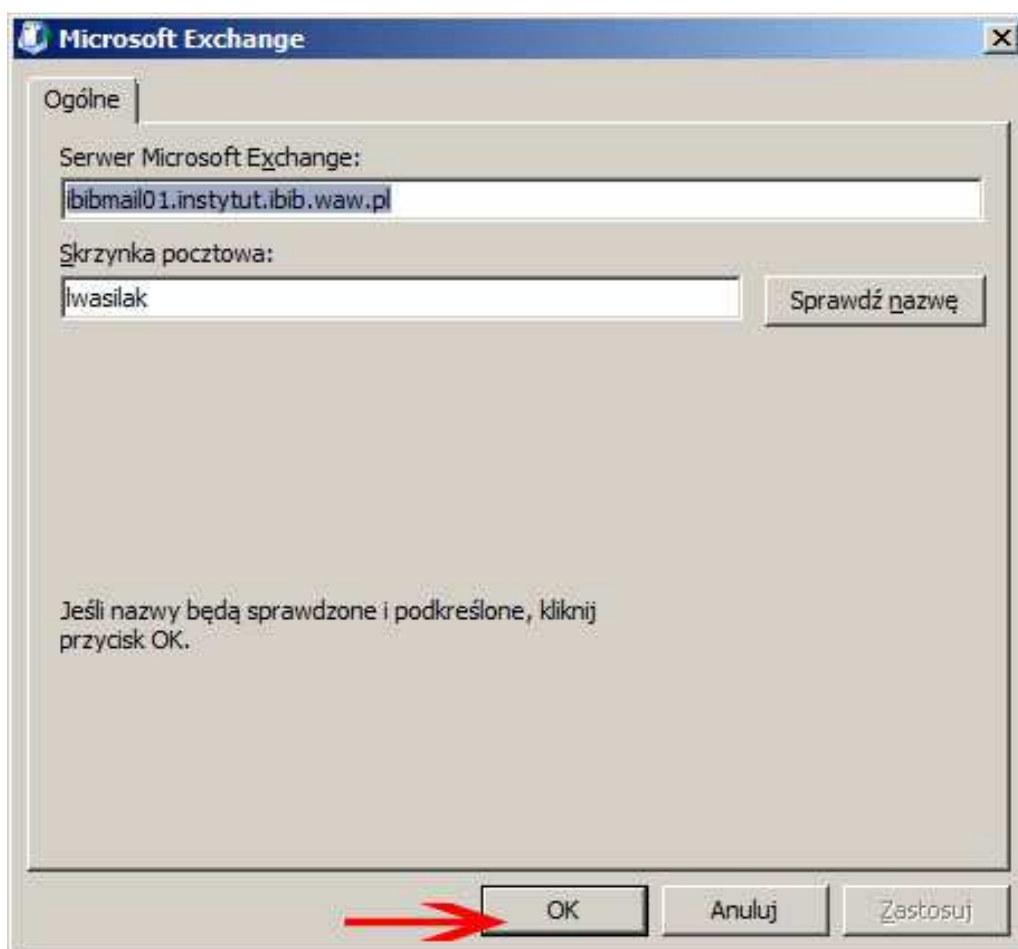 Microsoft Exchange
Ogólne
Serwer Microsoft Exchange:
ibibmail01.instytut.ibib.waw.pl
Skrzynka pocztowa:
lwasilak
Sprawdź nazwę
Jeśli nazwy będą sprawdzone i podkreślone, kliknij
przycisk OK.
OK
Anuluj
Zastosuj